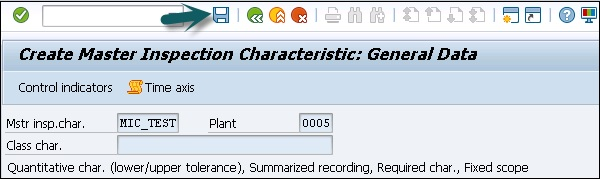 Create Master Inspection Characteristic: General Data
Control indicators Time axis
Mstr insp.char. MIC_TEST Plant 0005
Class char.
Quantitative char. (lower/upper tolerance), Summarized recording, Required char., Fixed scope